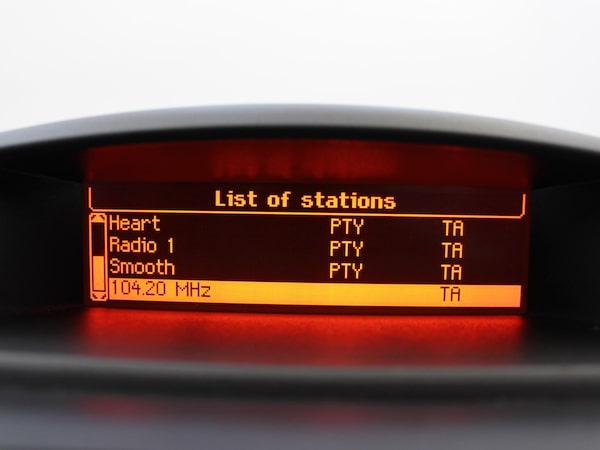 List of stations
Heart PTY TA
Radio 1 PTY TA
Smooth PTY TA
104.20 MHz TA